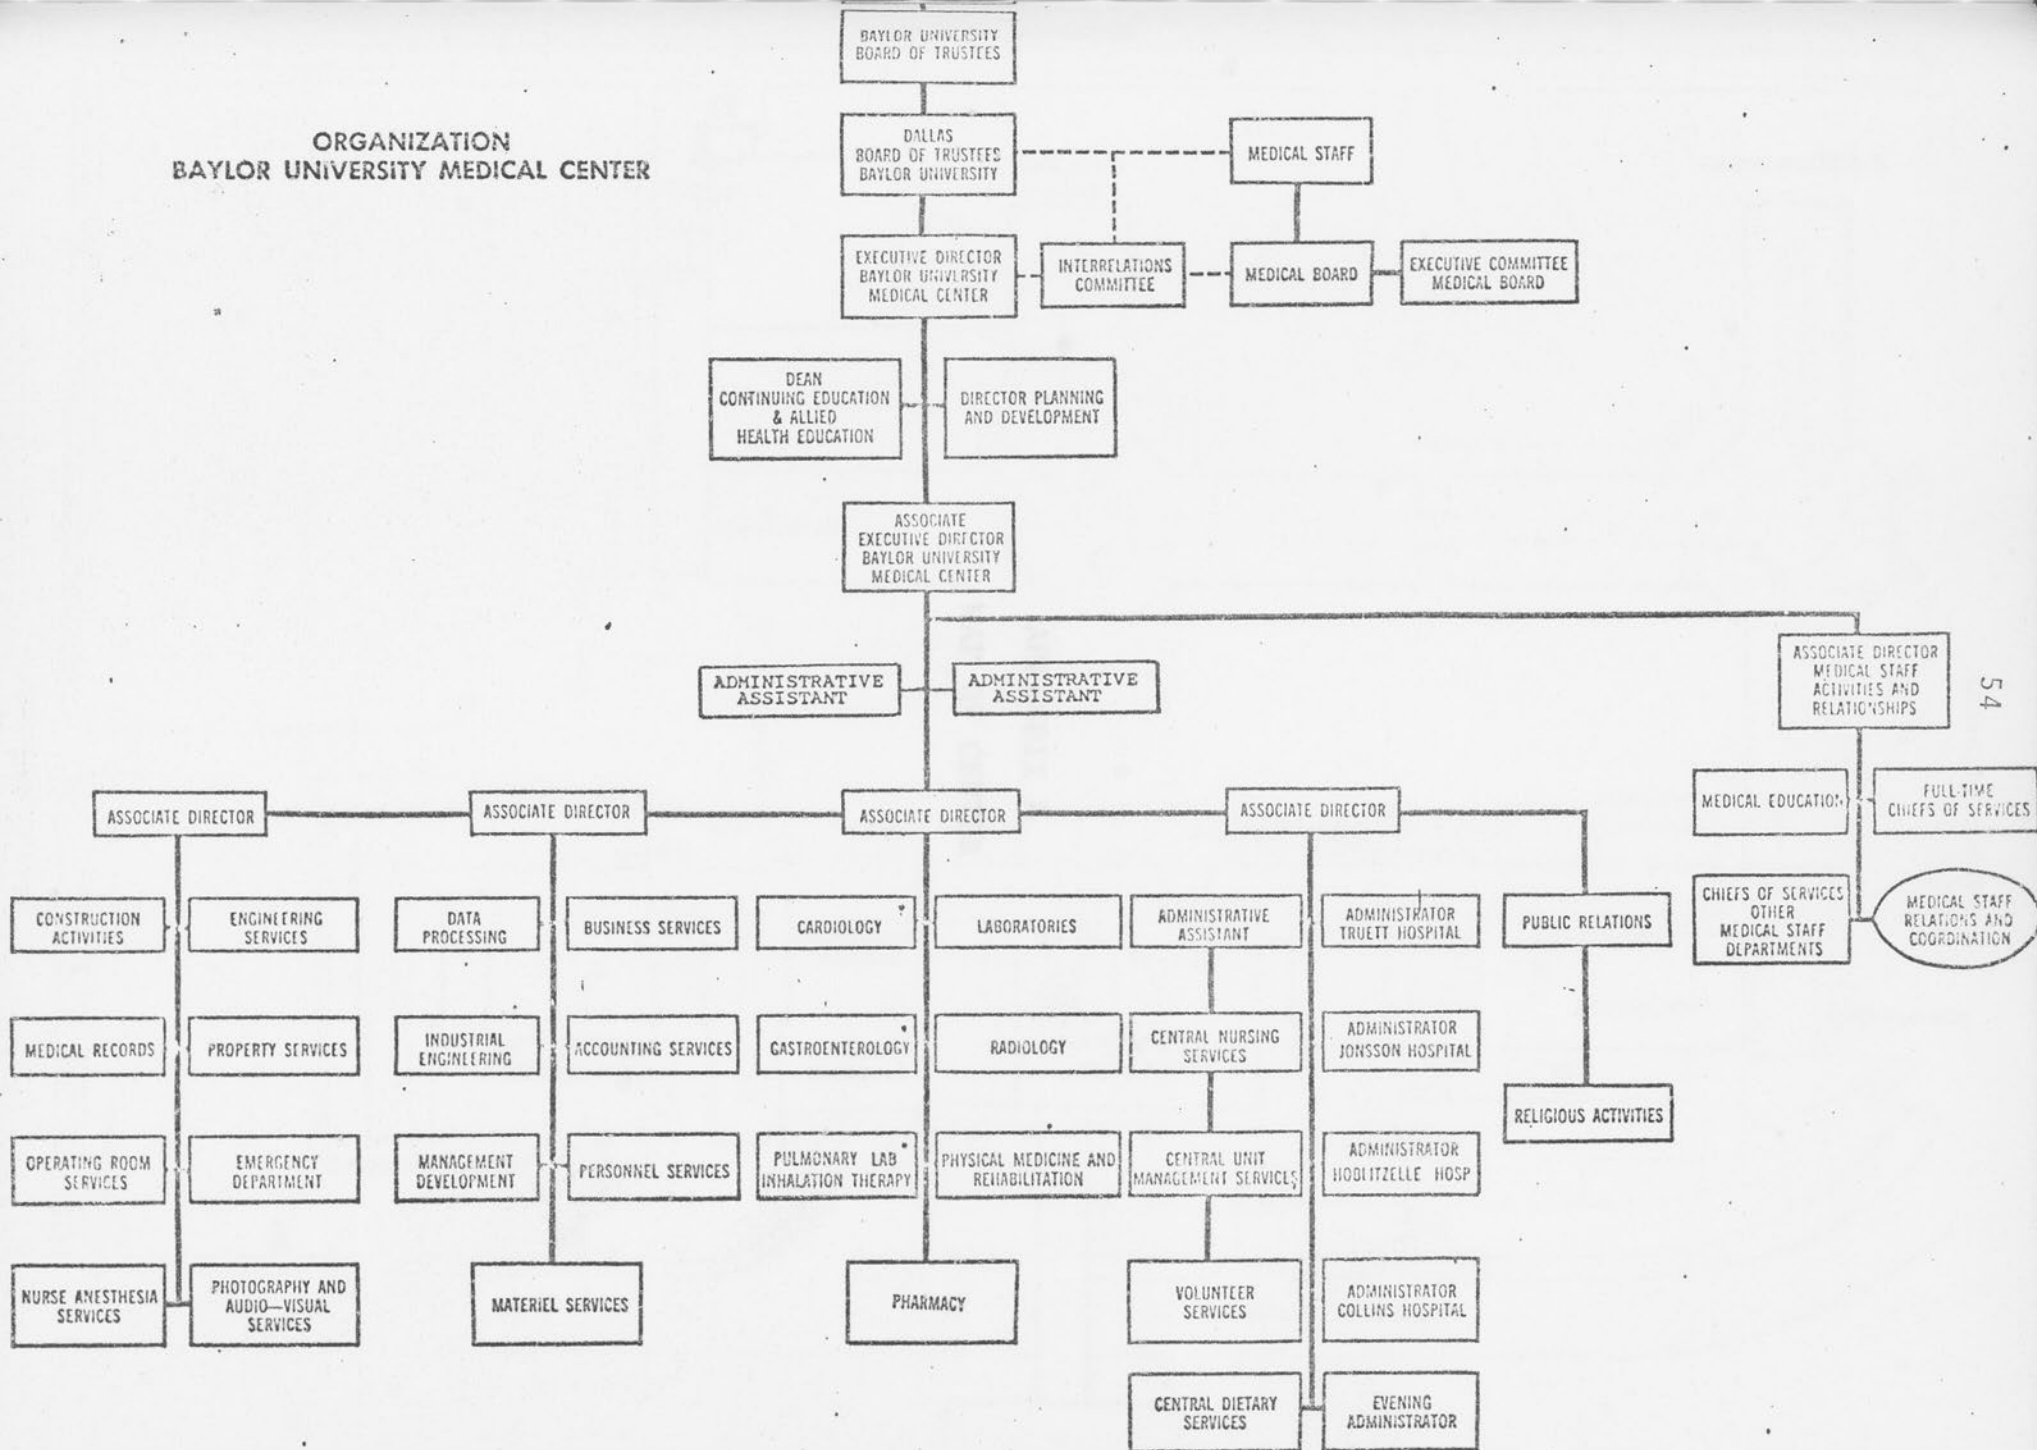 BAYLOR UNIVERSITY
BOARD OF TRUSTEES
ORGANIZATION
BAYLOR UNIVERSITY MEDICAL CENTER
DALLAS
BOARD OF TRUSTEES
BAYLOR UNIVERSITY
MEDICAL STAFF
EXECUTIVE DIRECTOR
BAYLOR UNIVERSITY
MEDICAL CENTER
INTERRELATIONS
COMMITTEE
MEDICAL BOARD
EXECUTIVE COMMITTEE
MEDICAL BOARD
DEAN
CONTINUING EDUCATION
& ALLIED
HEALTH EDUCATION
DIRECTOR PLANNING
AND DEVELOPMENT
ASSOCIATE
EXECUTIVE DIRECTOR
BAYLOR UNIVERSITY
MEDICAL CENTER
ADMINISTRATIVE
ASSISTANT
ADMINISTRATIVE
ASSISTANT
ASSOCIATE DIRECTOR
MEDICAL STAFF
ACTIVITIES AND
RELATIONSHIPS
54
MEDICAL EDUCATION
FULL-TIME
CHIEFS OF SERVICES
CHIEFS OF SERVICES
OTHER
MEDICAL STAFF
DEPARTMENTS
MEDICAL STAFF
RELATIONS AND
COORDINATION
ASSOCIATE DIRECTOR
ASSOCIATE DIRECTOR
ASSOCIATE DIRECTOR
ASSOCIATE DIRECTOR
CONSTRUCTION
ACTIVITIES
ENGINEERING
SERVICES
DATA
PROCESSING
BUSINESS SERVICES
CARDIOLOGY
LABORATORIES
ADMINISTRATIVE
ASSISTANT
ADMINISTRATOR
TRUETT HOSPITAL
PUBLIC RELATIONS
MEDICAL RECORDS
PROPERTY SERVICES
INDUSTRIAL
ENGINEERING
ACCOUNTING SERVICES
GASTROENTEROLOGY
RADIOLOGY
CENTRAL NURSING
SERVICES
ADMINISTRATOR
JONSSON HOSPITAL
RELIGIOUS ACTIVITIES
OPERATING ROOM
SERVICES
EMERGENCY
DEPARTMENT
MANAGEMENT
DEVELOPMENT
PERSONNEL SERVICES
PULMONARY LAB
INHALATION THERAPY
PHYSICAL MEDICINE AND
REHABILITATION
CENTRAL UNIT
MANAGEMENT SERVICES
ADMINISTRATOR
HOBLITZELLE HOSP
NURSE ANESTHESIA
SERVICES
PHOTOGRAPHY AND
AUDIO—VISUAL
SERVICES
MATERIEL SERVICES
PHARMACY
VOLUNTEER
SERVICES
ADMINISTRATOR
COLLINS HOSPITAL
CENTRAL DIETARY
SERVICES
EVENING
ADMINISTRATOR